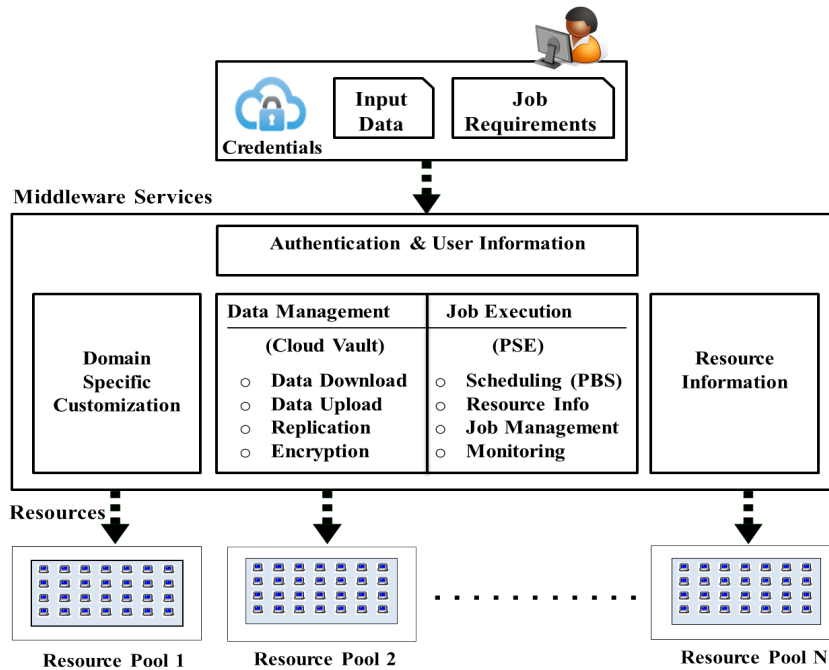 Input
Data
Job
Requirements
Credentials
Middleware Services
Authentication & User Information
Domain
Specific
Customization
Data Management
(Cloud Vault)
o Data Download
o Data Upload
o Replication
o Encryption
Job Execution
(PSE)
o Scheduling (PBS)
o Resource Info
o Job Management
o Monitoring
Resource
Information
Resources
Resource Pool 1
Resource Pool 2
Resource Pool N